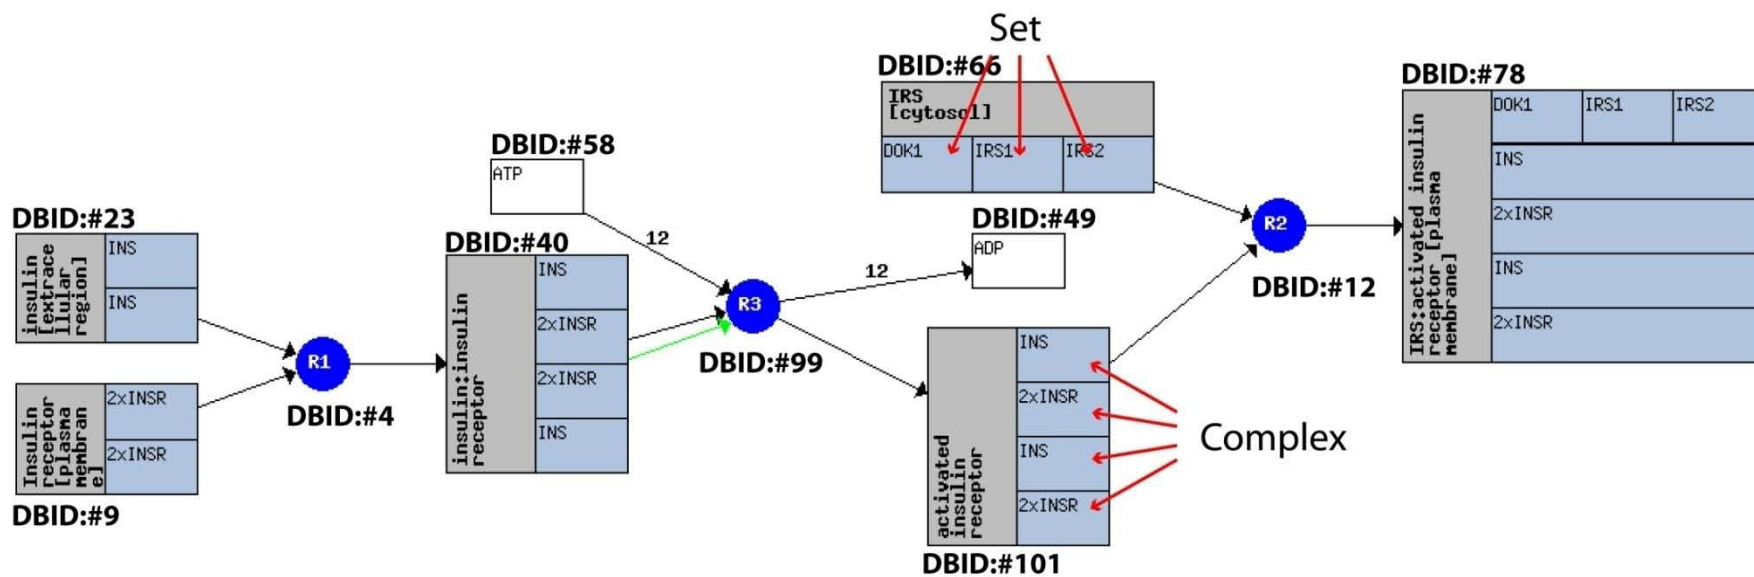 Set
DBID:#66
IRS
[cytosol]
DOK1
IRS1
IRS2
DBID:#78
IRS:activated insulin
receptor [plasma
membrane]
DOK1
IRS1
IRS2
INS
2xINSR
INS
2xINSR
DBID:#58
ATP
12
DBID:#49
ADP
12
R2
DBID:#12
DBID:#23
insulin
[extrace
llular
region]
INS
INS
DBID:#40
insulin:insulin
receptor
INS
2xINSR
2xINSR
INS
R3
DBID:#99
R1
DBID:#4
Insulin
receptor
[plasma
membran
e]
2xINSR
2xINSR
DBID:#9
activated
insulin
receptor
INS
2xINSR
INS
2xINSR
Complex
DBID:#101